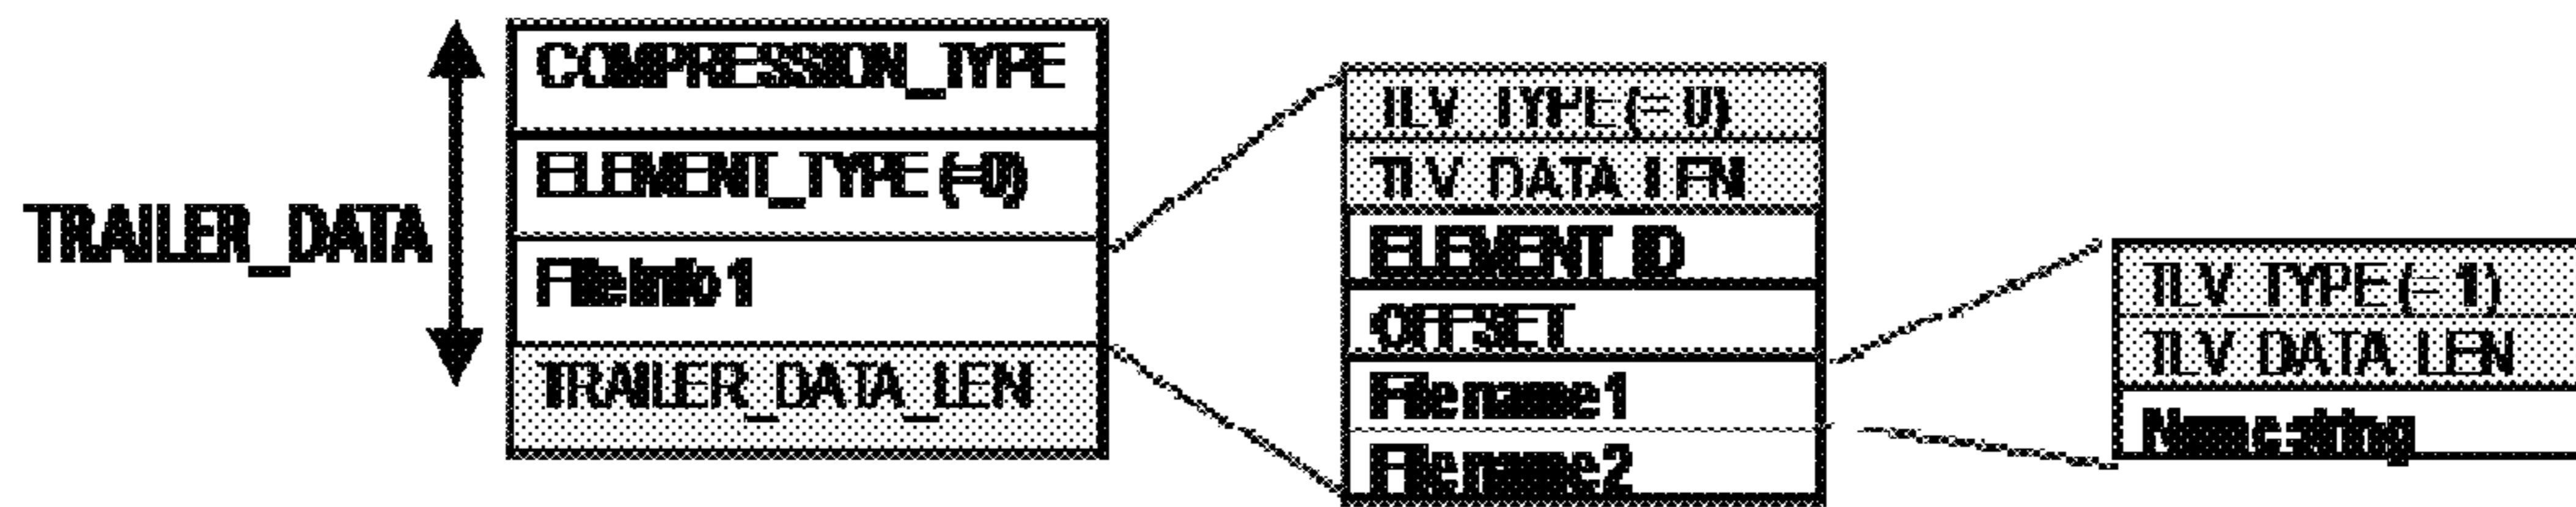 TRAILER_DATA
COMPRESSION_TYPE
ELEMENT_TYPE (=0)
File info 1
TRAILER_DATA_LEN
TLV_TYPE (= 0)
TLV_DATA_LEN
ELEMENT_ID
OFFSET
File name 1
File name 2
TLV_TYPE (= 1)
TLV_DATA_LEN
Name string